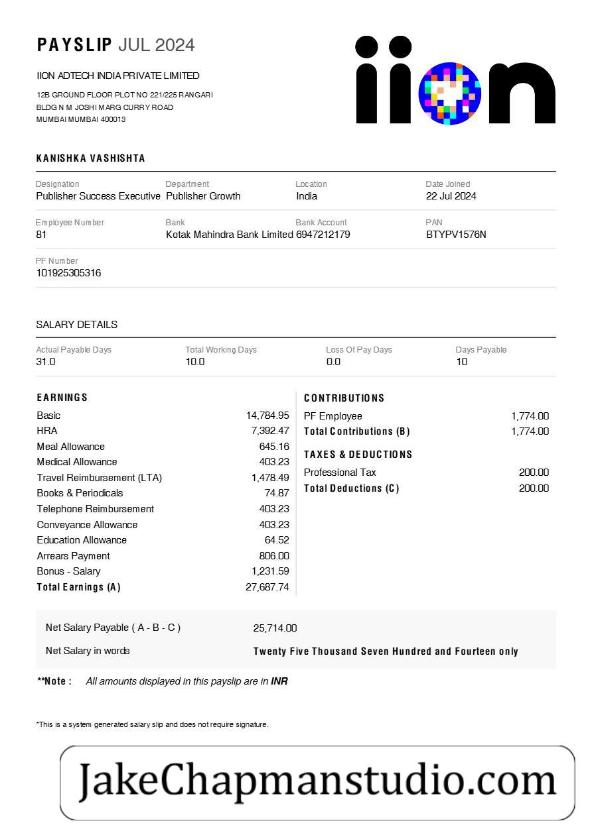 PAYSLIP JUL 2024
iion
IION ADTECH INDIA PRIVATE LIMITED
12B GROUND FLOOR PLOT NO 221/225 RANGARI
BLDG N M JOSHI MARG CURRY ROAD
MUMBAI MUMBAI 400013
KANISHKA VASHISHTA
Designation Department Location Date Joined
Publisher Success Executive Publisher Growth India 22 Jul 2024
Employee Number Bank Bank Account PAN
81 Kotak Mahindra Bank Limited 6947212179 BTYPV1576N
PF Number
101925305316
SALARY DETAILS
Actual Payable Days Total Working Days Loss Of Pay Days Days Payable
31.0 10.0 0.0 10
EARNINGS CONTRIBUTIONS
Basic 14,784.95 PF Employee 1,774.00
HRA 7,392.47 Total Contributions (B) 1,774.00
Meal Allowance 645.16 TAXES & DEDUCTIONS
Medical Allowance 403.23
Travel Reimbursement (LTA) 1,478.49 Professional Tax 200.00
Books & Periodicals 74.87 Total Deductions (C) 200.00
Telephone Reimbursement 403.23
Conveyance Allowance 403.23
Education Allowance 64.52
Arrears Payment 806.00
Bonus - Salary 1,231.59
Total Earnings (A) 27,687.74
Net Salary Payable ( A - B - C ) 25,714.00
Net Salary in words Twenty Five Thousand Seven Hundred and Fourteen only
**Note : All amounts displayed in this payslip are in INR
*This is a system generated salary slip and does not require signature.
JakeChapmanstudio.com